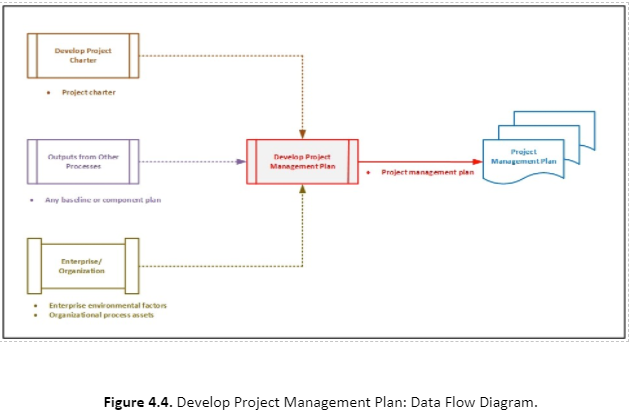 Develop Project
Charter
• Project charter
Outputs from Other
Processes
• Any baseline or component plan
Enterprise/
Organization
• Enterprise environmental factors
• Organizational process assets
Develop Project
Management Plan
• Project management plan
Project
Management Plan
Figure 4.4. Develop Project Management Plan: Data Flow Diagram.